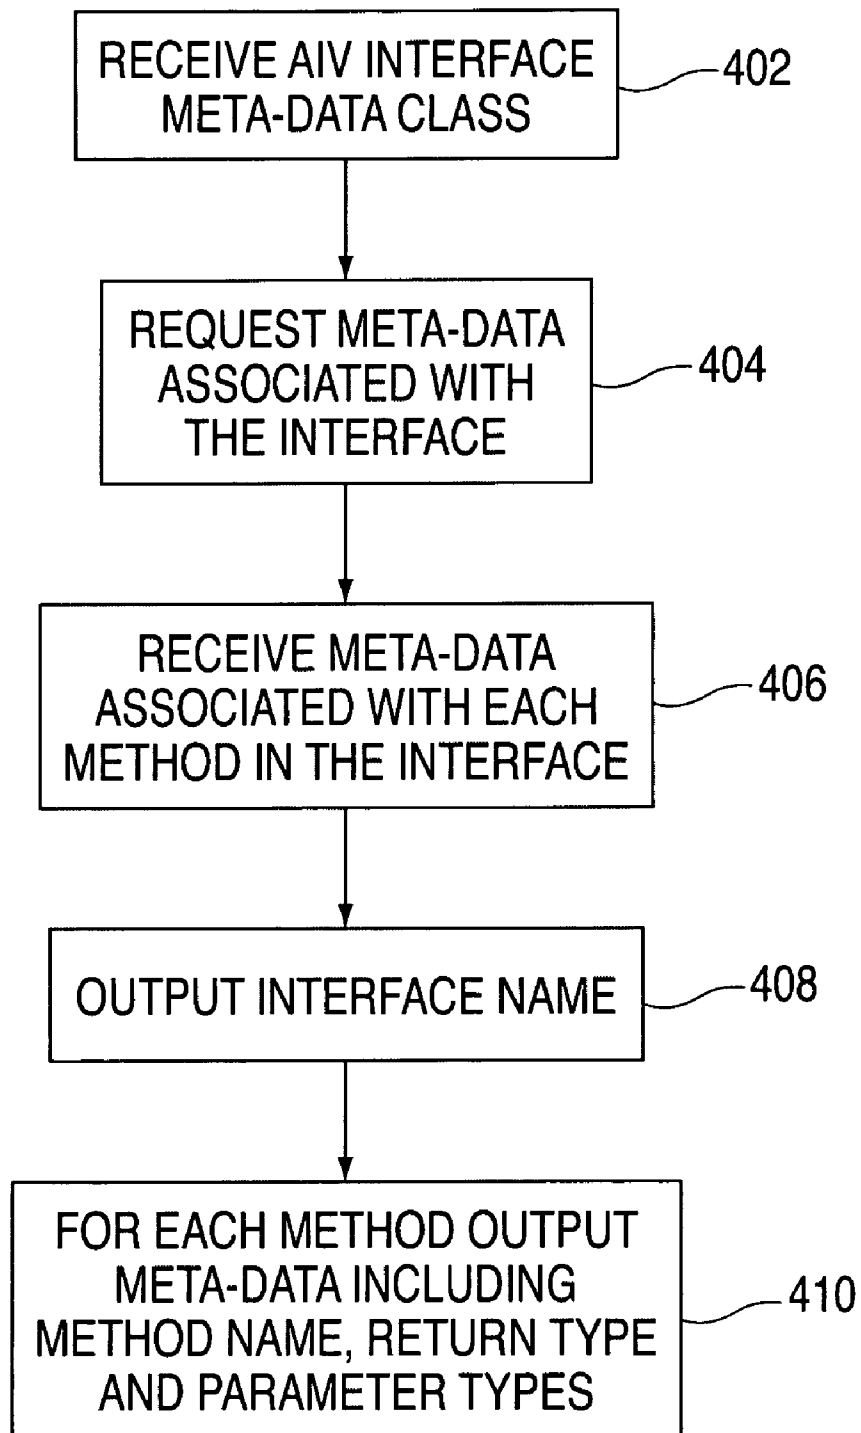 RECEIVE AIV INTERFACE
META-DATA CLASS
402
REQUEST META-DATA
ASSOCIATED WITH
THE INTERFACE
404
RECEIVE META-DATA
ASSOCIATED WITH EACH
METHOD IN THE INTERFACE
406
OUTPUT INTERFACE NAME
408
FOR EACH METHOD OUTPUT
META-DATA INCLUDING
METHOD NAME, RETURN TYPE
AND PARAMETER TYPES
410